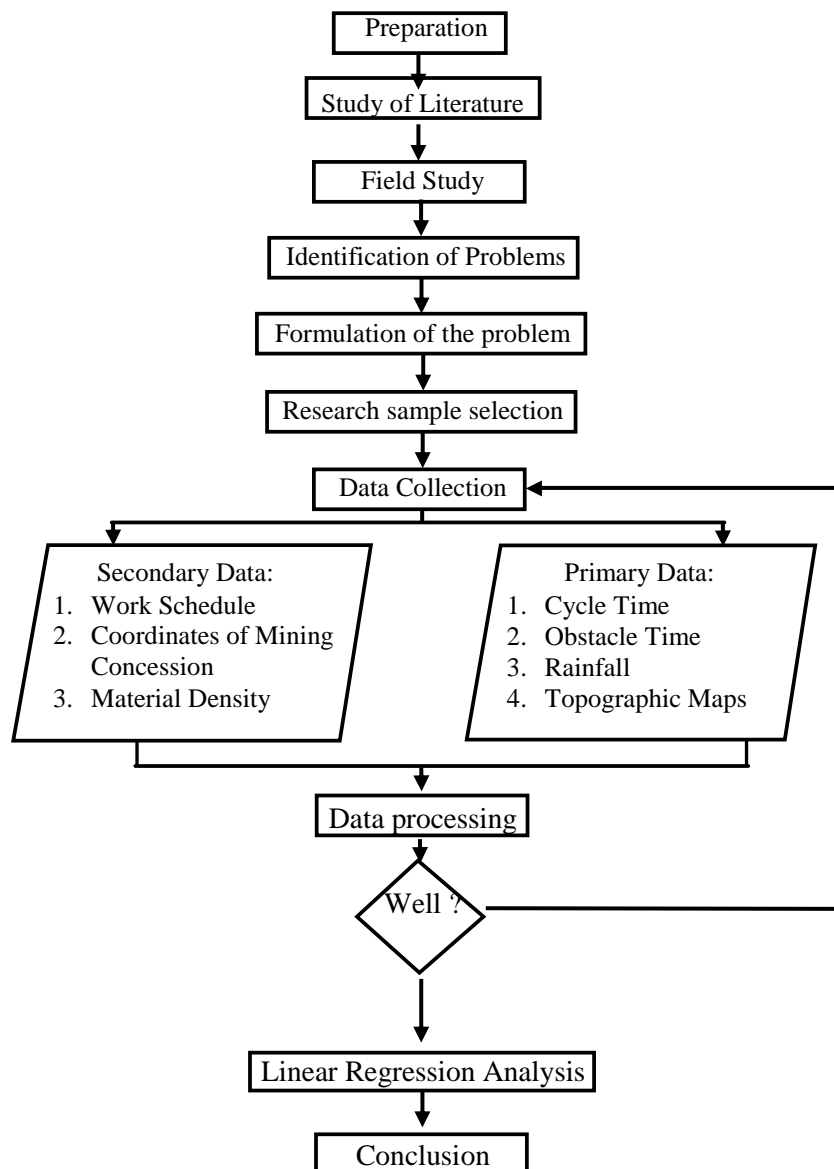 Preparation
Study of Literature
Field Study
Identification of Problems
Formulation of the problem
Research sample selection
Data Collection
Secondary Data:
1. Work Schedule
2. Coordinates of Mining
Concession
3. Material Density
Primary Data:
1. Cycle Time
2. Obstacle Time
3. Rainfall
4. Topographic Maps
Data processing
Well ?
Linear Regression Analysis
Conclusion